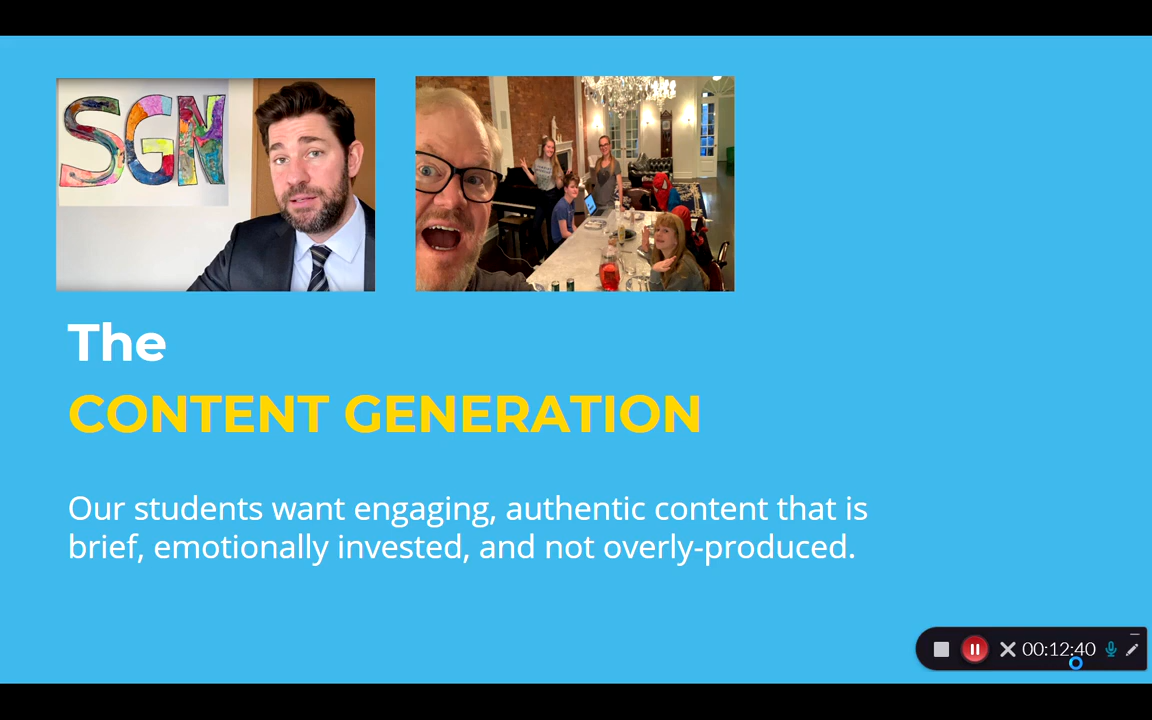 SGN
The
CONTENT GENERATION
Our students want engaging, authentic content that is
brief, emotionally invested, and not overly-produced.
00:12:40